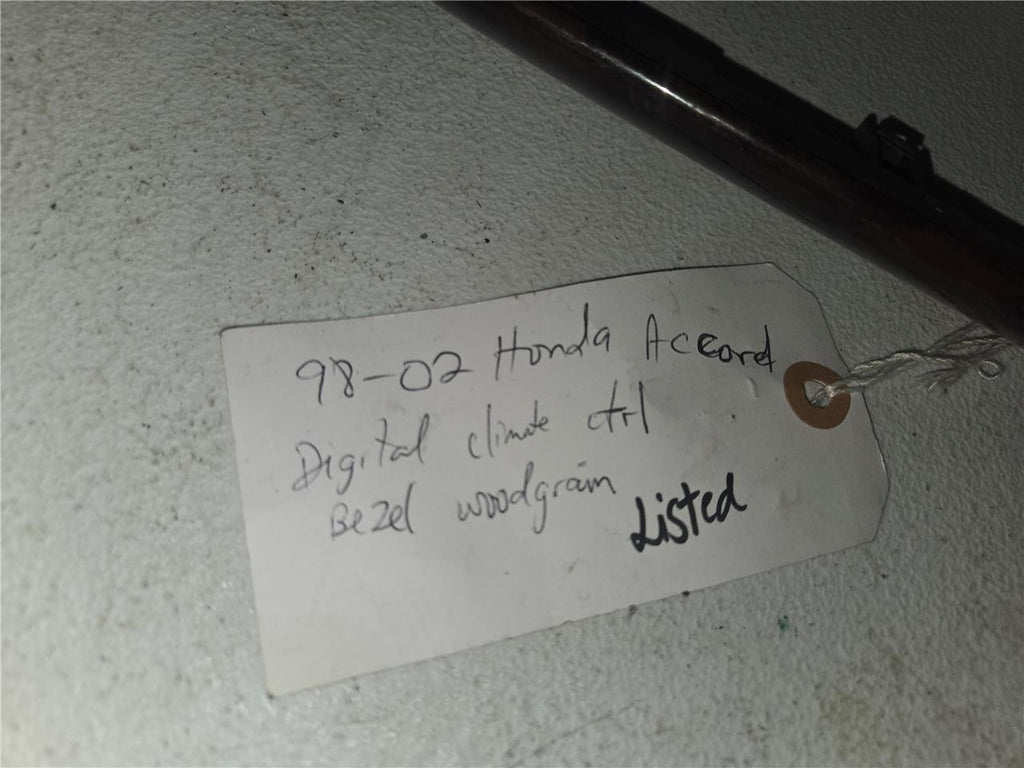 98-02 Honda Accord
Digital climate ctrl
Bezel woodgrain
Listed